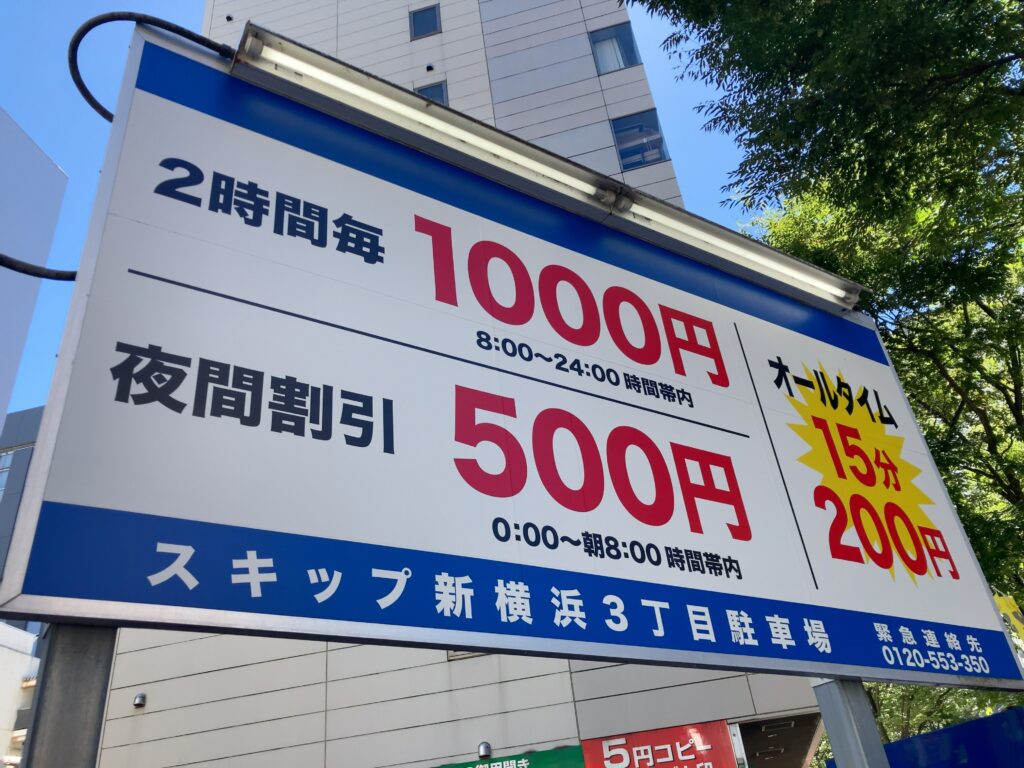 2時間毎 1000円
8:00〜24:00 時間帯内
夜間割引 500円
0:00〜朝8:00 時間帯内
オールタイム
15分
200円
スキップ新横浜3丁目駐車場
緊急連絡先
0120-553-350
5円コピー